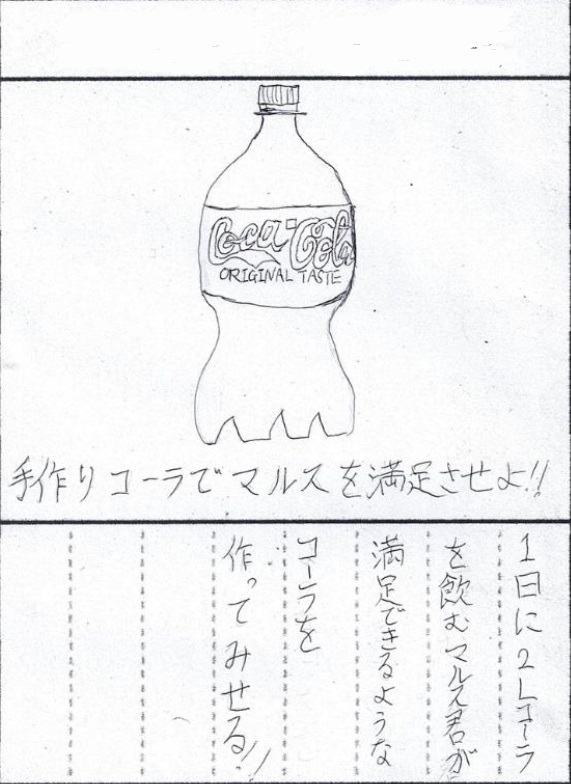 Coca-Cola
ORIGINAL TASTE
手作りコーラでマルスを満足させよ!!
1日に2Lコーラ
を飲むマルス君が
満足できるような
コーラを
作ってみせる!!